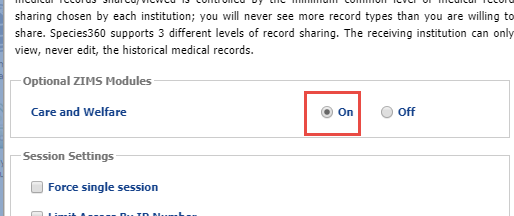 medical records shared/viewed is controlled by the minimum common level of medical record
sharing chosen by each institution; you will never see more record types than you are willing to
share. Species360 supports 3 different levels of record sharing. The receiving institution can only
view, never edit, the historical medical records.
Optional ZIMS Modules
Care and Welfare On Off
Session Settings
Force single session
Limit Access By IP Number